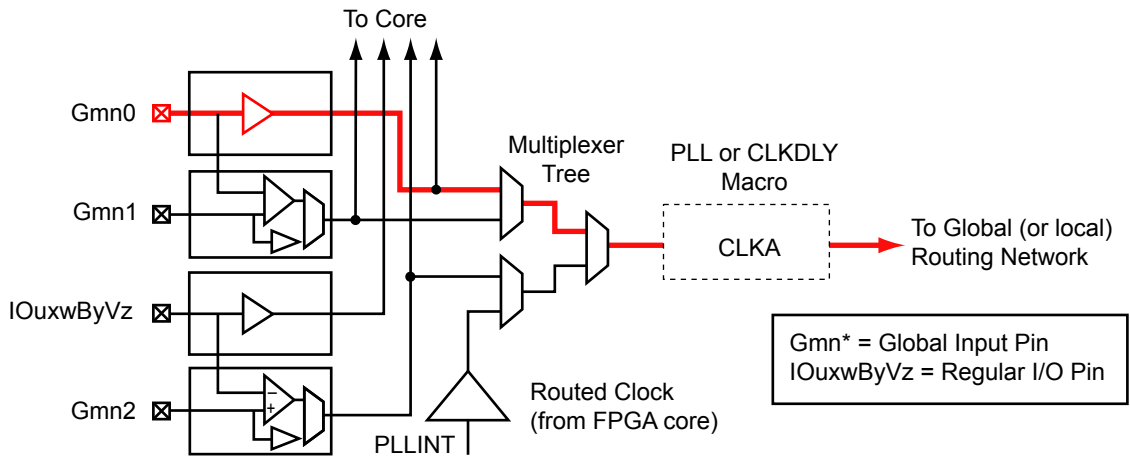 To Core
Gmn0
Multiplexer
Tree
PLL or CLKDLY
Macro
Gmn1
CLKA
To Global (or local)
Routing Network
IOuxwByVz
Gmn* = Global Input Pin
IOuxwByVz = Regular I/O Pin
−
+
Gmn2
Routed Clock
(from FPGA core)
PLLINT